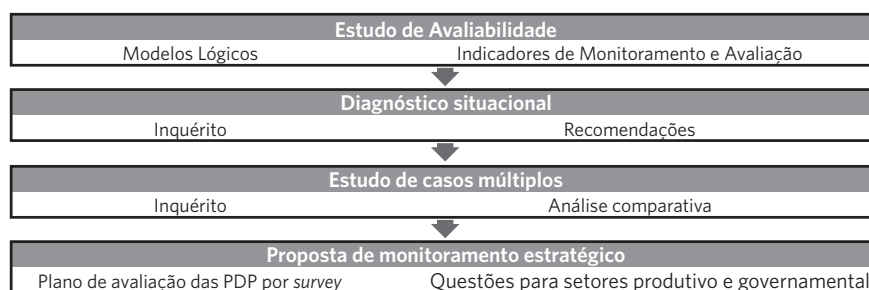 Estudo de Avaliabilidade
Modelos Lógicos Indicadores de Monitoramento e Avaliação
Diagnóstico situacional
Inquérito Recomendações
Estudo de casos múltiplos
Inquérito Análise comparativa
Proposta de monitoramento estratégico
Plano de avaliação das PDP por survey Questões para setores produtivo e governamental